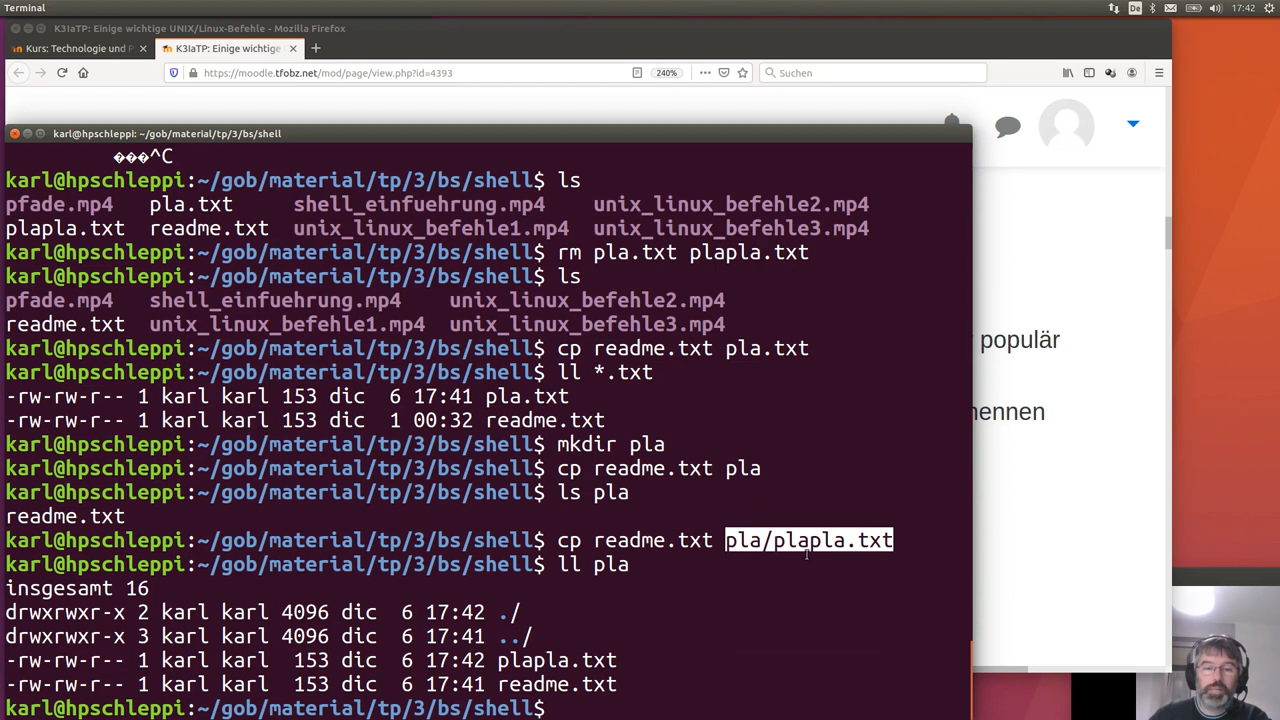 Terminal
De
17:42
K3IaTP: Einige wichtige UNIX/Linux-Befehle - Mozilla Firefox
Kurs: Technologie und P
K3IaTP: Einige wichtige
https://moodle.tfobz.net/mod/page/view.php?id=4393
240%
Suchen
populär
nennen
karl@hpschleppi: ~/gob/material/tp/3/bs/shell
���^C
karl@hpschleppi:~/gob/material/tp/3/bs/shell$ ls
pfade.mp4 pla.txt shell_einfuehrung.mp4 unix_linux_befehle2.mp4
plapla.txt readme.txt unix_linux_befehle1.mp4 unix_linux_befehle3.mp4
karl@hpschleppi:~/gob/material/tp/3/bs/shell$ rm pla.txt plapla.txt
karl@hpschleppi:~/gob/material/tp/3/bs/shell$ ls
pfade.mp4 shell_einfuehrung.mp4 unix_linux_befehle2.mp4
readme.txt unix_linux_befehle1.mp4 unix_linux_befehle3.mp4
karl@hpschleppi:~/gob/material/tp/3/bs/shell$ cp readme.txt pla.txt
karl@hpschleppi:~/gob/material/tp/3/bs/shell$ ll *.txt
-rw-rw-r-- 1 karl karl 153 dic 6 17:41 pla.txt
-rw-rw-r-- 1 karl karl 153 dic 1 00:32 readme.txt
karl@hpschleppi:~/gob/material/tp/3/bs/shell$ mkdir pla
karl@hpschleppi:~/gob/material/tp/3/bs/shell$ cp readme.txt pla
karl@hpschleppi:~/gob/material/tp/3/bs/shell$ ls pla
readme.txt
karl@hpschleppi:~/gob/material/tp/3/bs/shell$ cp readme.txt pla/plapla.txt
karl@hpschleppi:~/gob/material/tp/3/bs/shell$ ll pla
insgesamt 16
drwxrwxr-x 2 karl karl 4096 dic 6 17:42 ./
drwxrwxr-x 3 karl karl 4096 dic 6 17:41 ../
-rw-rw-r-- 1 karl karl 153 dic 6 17:42 plapla.txt
-rw-rw-r-- 1 karl karl 153 dic 6 17:41 readme.txt
karl@hpschleppi:~/gob/material/tp/3/bs/shell$